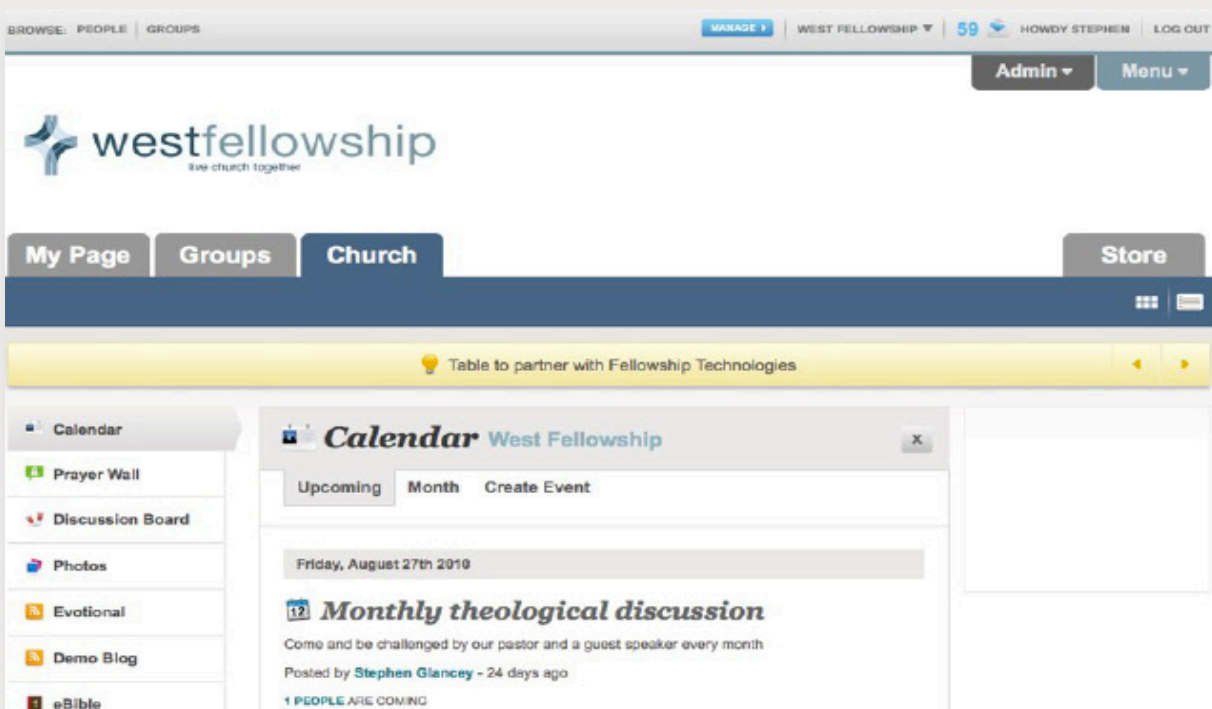 BROWSE: PEOPLE GROUPS MANAGE WEST FELLOWSHIP 59 HOWDY STEPHEN LOG OUT
Admin Menu
westfellowship
live church together
My Page Groups Church Store
Table to partner with Fellowship Technologies
Calendar
Prayer Wall
Discussion Board
Photos
Evotional
Demo Blog
eBible
Calendar West Fellowship x
Upcoming Month Create Event
Friday, August 27th 2010
12 Monthly theological discussion
Come and be challenged by our pastor and a guest speaker every month
Posted by Stephen Glancey - 24 days ago
1 PEOPLE ARE COMING